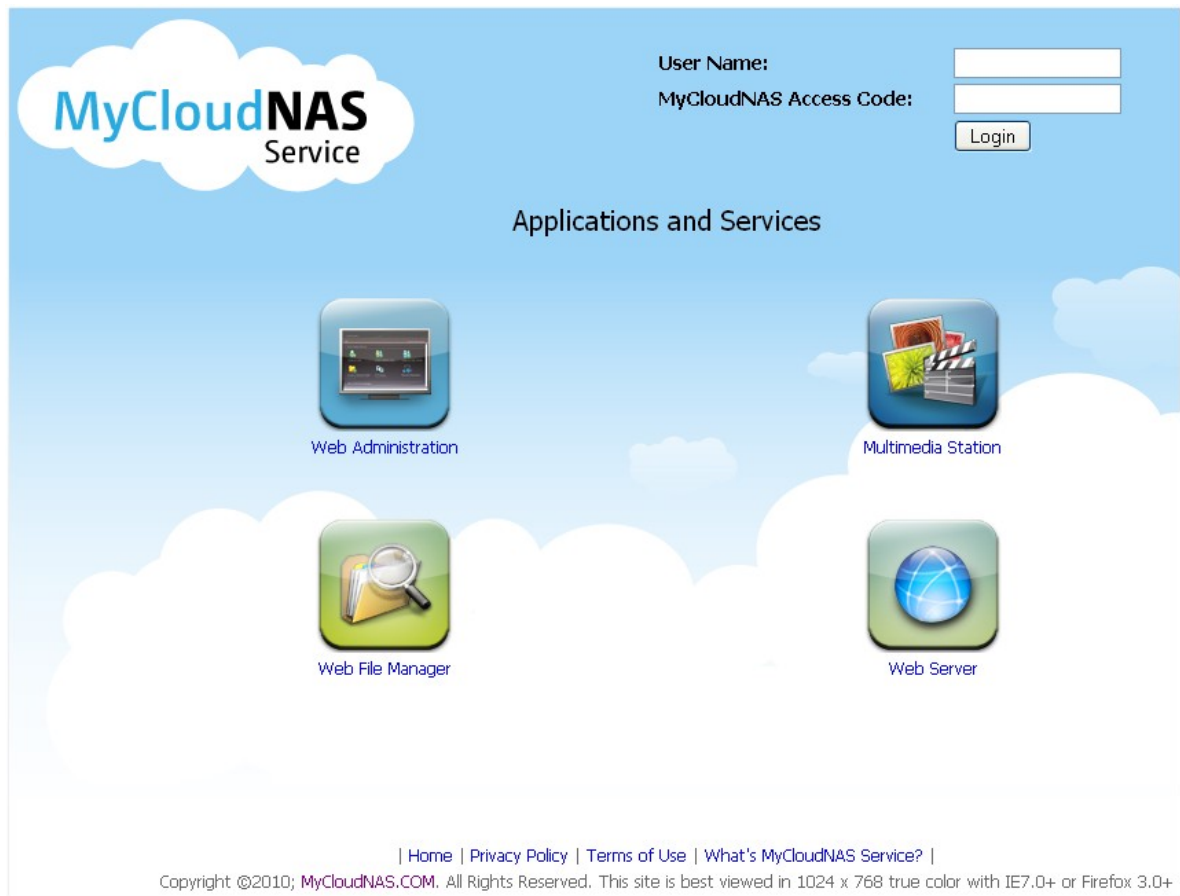 MyCloudNAS
Service
User Name:
MyCloudNAS Access Code:
Login
Applications and Services
Web Administration
Multimedia Station
Web File Manager
Web Server
| Home | Privacy Policy | Terms of Use | What's MyCloudNAS Service? |
Copyright ©2010; MyCloudNAS.COM. All Rights Reserved. This site is best viewed in 1024 x 768 true color with IE7.0+ or Firefox 3.0+